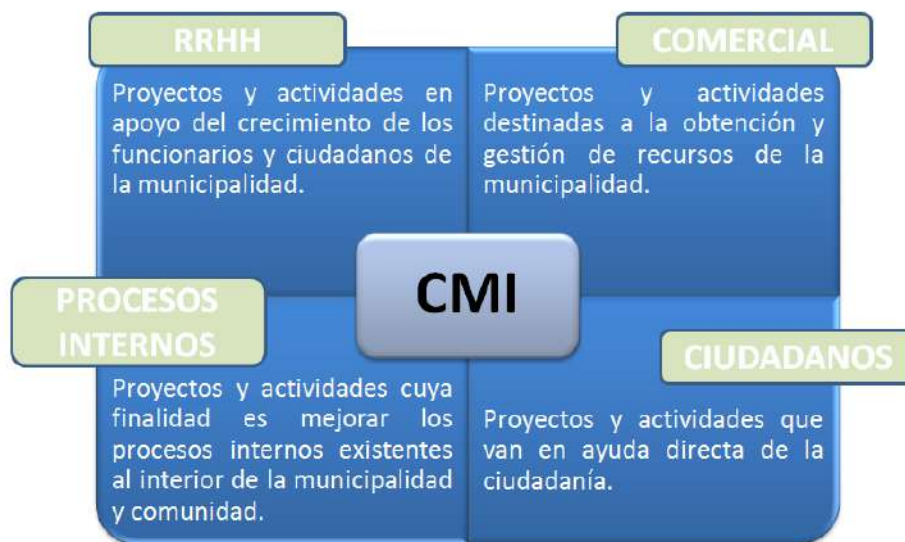 RRHH
Proyectos y actividades en
apoyo del crecimiento de los
funcionarios y ciudadanos de
la municipalidad.
COMERCIAL
Proyectos y actividades
destinadas a la obtención y
gestión de recursos de la
municipalidad.
CMI
PROCESOS
INTERNOS
Proyectos y actividades cuya
finalidad es mejorar los
procesos internos existentes
al interior de la municipalidad
y comunidad.
CIUDADANOS
Proyectos y actividades que
van en ayuda directa de la
ciudadanía.